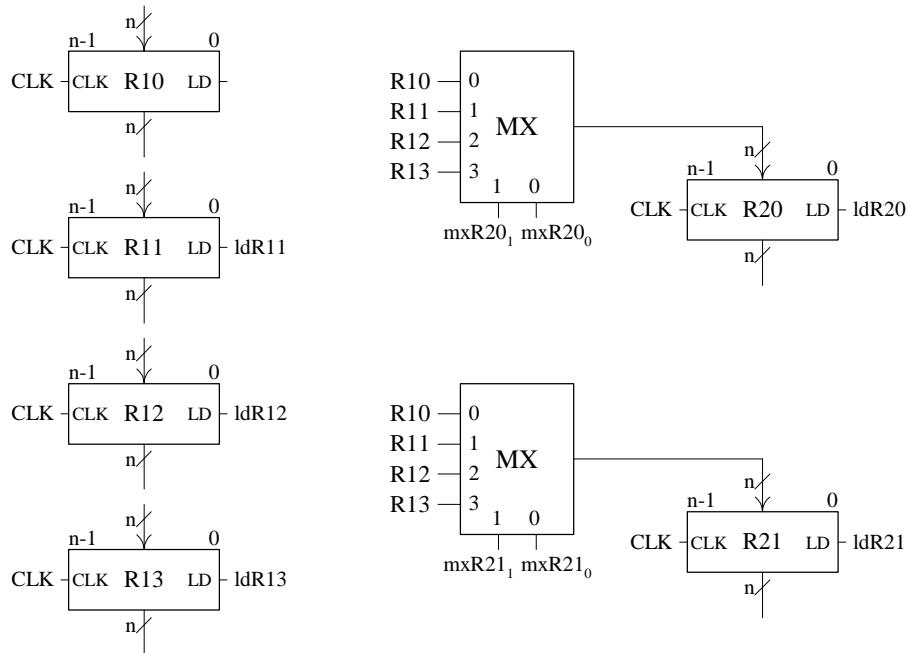 n
n-1 0
CLK CLK R10 LD
n
n
n-1 0
CLK CLK R11 LD ldR11
n
n
n-1 0
CLK CLK R12 LD ldR12
n
n
n-1 0
CLK CLK R13 LD ldR13
n
R10 0
R11 1
R12 2
R13 3
MX
1 0
mxR20₁ mxR20₀
n
n-1 0
CLK CLK R20 LD ldR20
n
R10 0
R11 1
R12 2
R13 3
MX
1 0
mxR21₁ mxR21₀
n
n-1 0
CLK CLK R21 LD ldR21
n